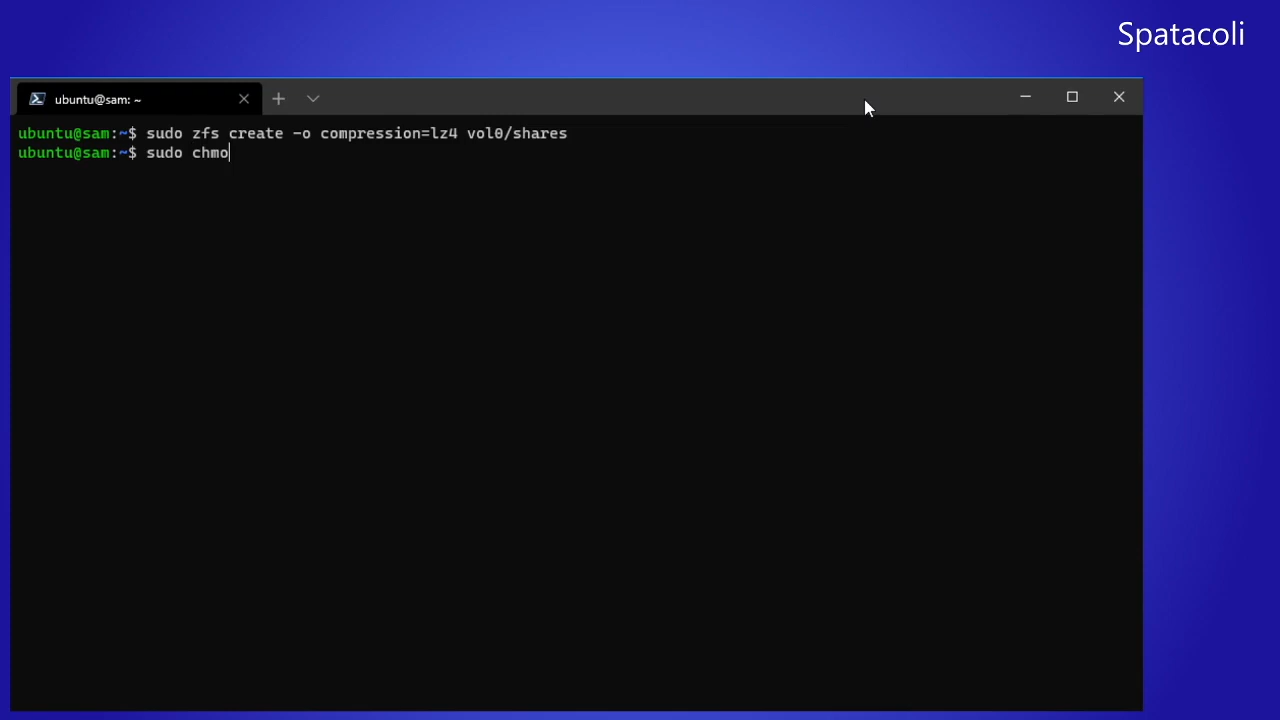 Spatacoli
ubuntu@sam: ~
ubuntu@sam:~$ sudo zfs create -o compression=lz4 vol0/shares
ubuntu@sam:~$ sudo chmo